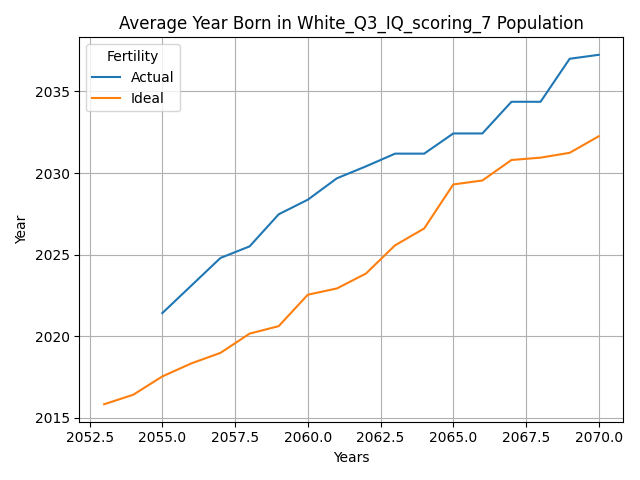 Average Year Born in White_Q3_IQ_scoring_7 Population
Fertility
Actual
Ideal
Year
2035
2030
2025
2020
2015
2052.5 2055.0 2057.5 2060.0 2062.5 2065.0 2067.5 2070.0
Years